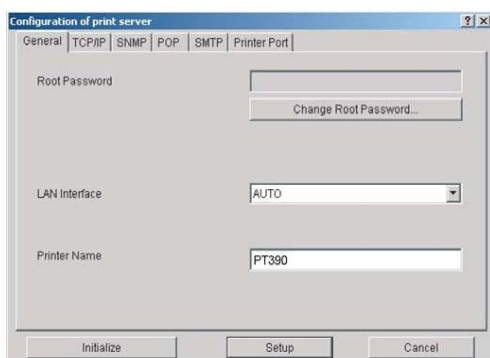 Configuration of print server
General TCP/IP SNMP POP SMTP Printer Port
Root Password
Change Root Password...
LAN Interface AUTO
Printer Name PT390
Initialize Setup Cancel